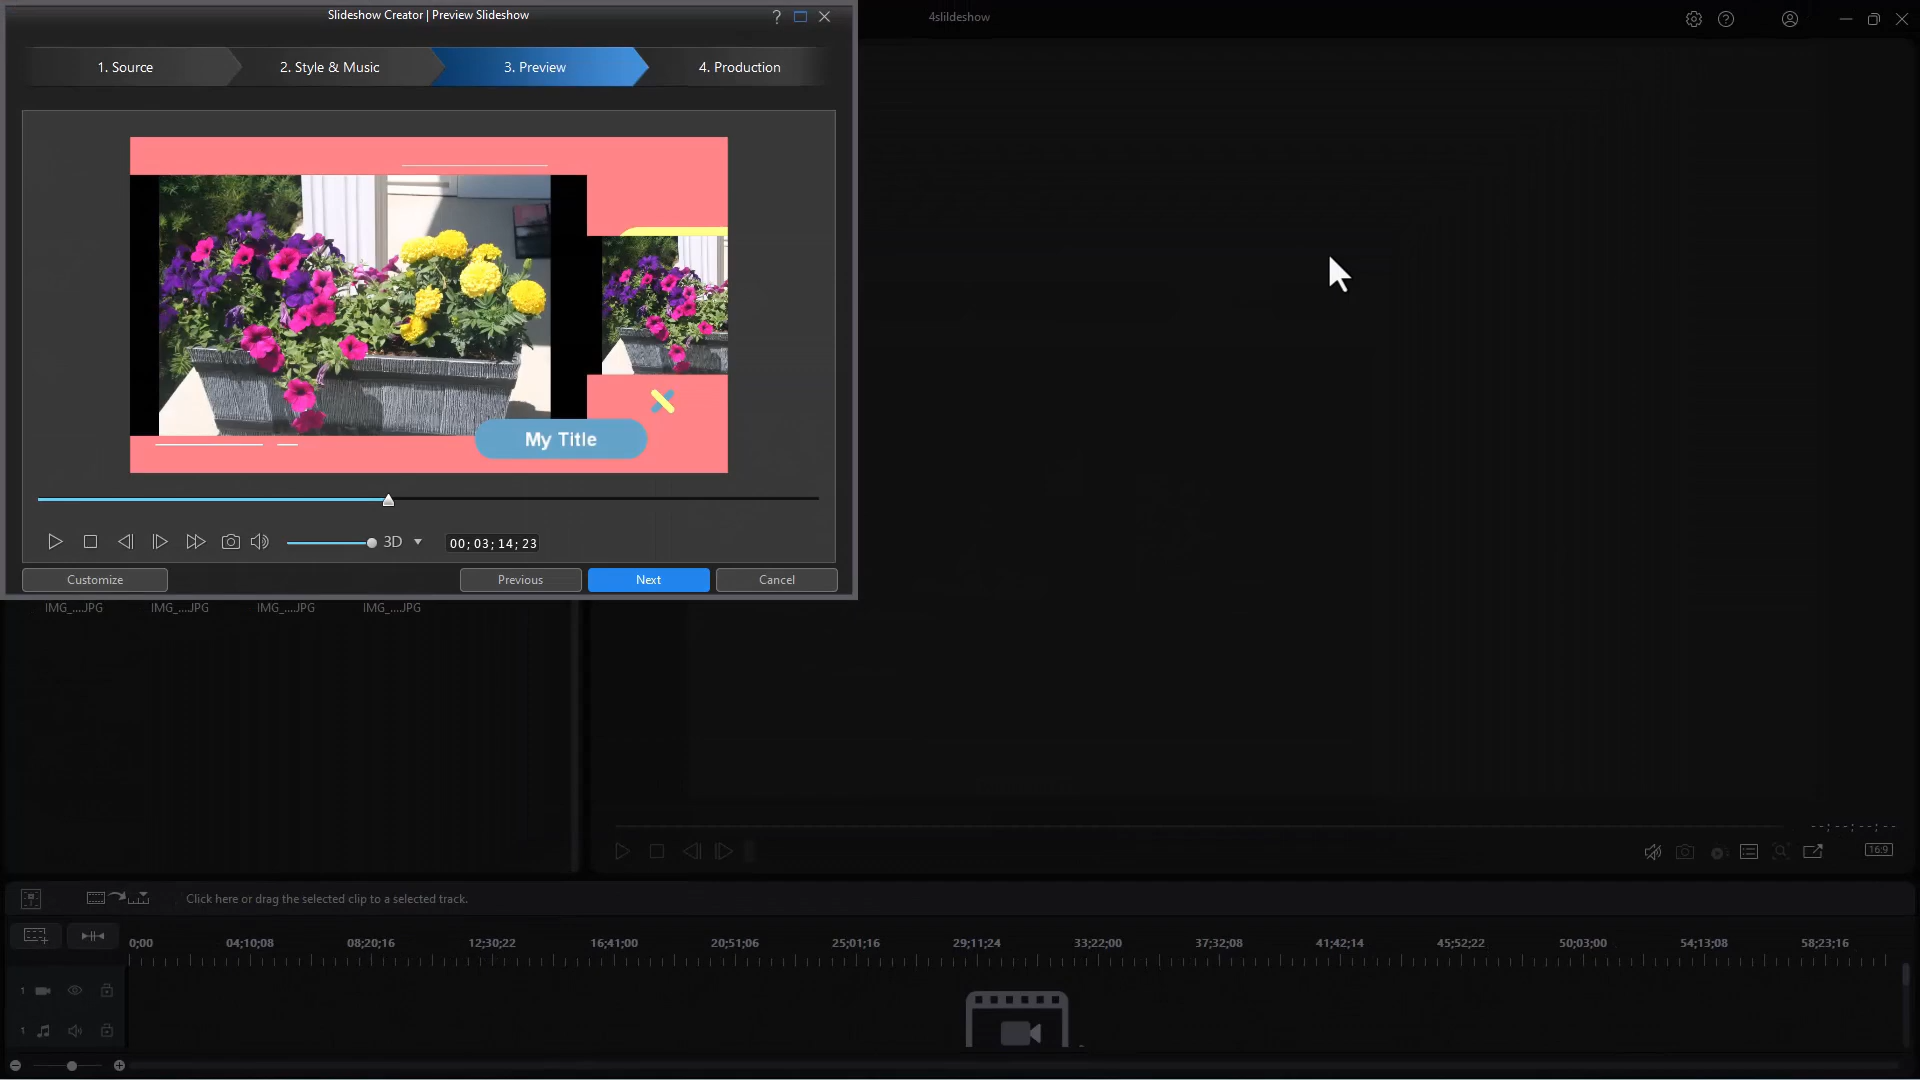 Slideshow Creator | Preview Slideshow
?
4slildeshow
1. Source
2. Style & Music
3. Preview
4. Production
My Title
3D
00; 03; 14; 23
Customize
Previous
Next
Cancel
IMG_....JPG
IMG_....JPG
IMG_....JPG
IMG_....JPG
--;--;--;--
16:9
Click here or drag the selected clip to a selected track.
0;00
04;10;08
08;20;16
12;30;22
16;41;00
20;51;06
25;01;16
29;11;24
33;22;00
37;32;08
41;42;14
45;52;22
50;03;00
54;13;08
58;23;16
1
1